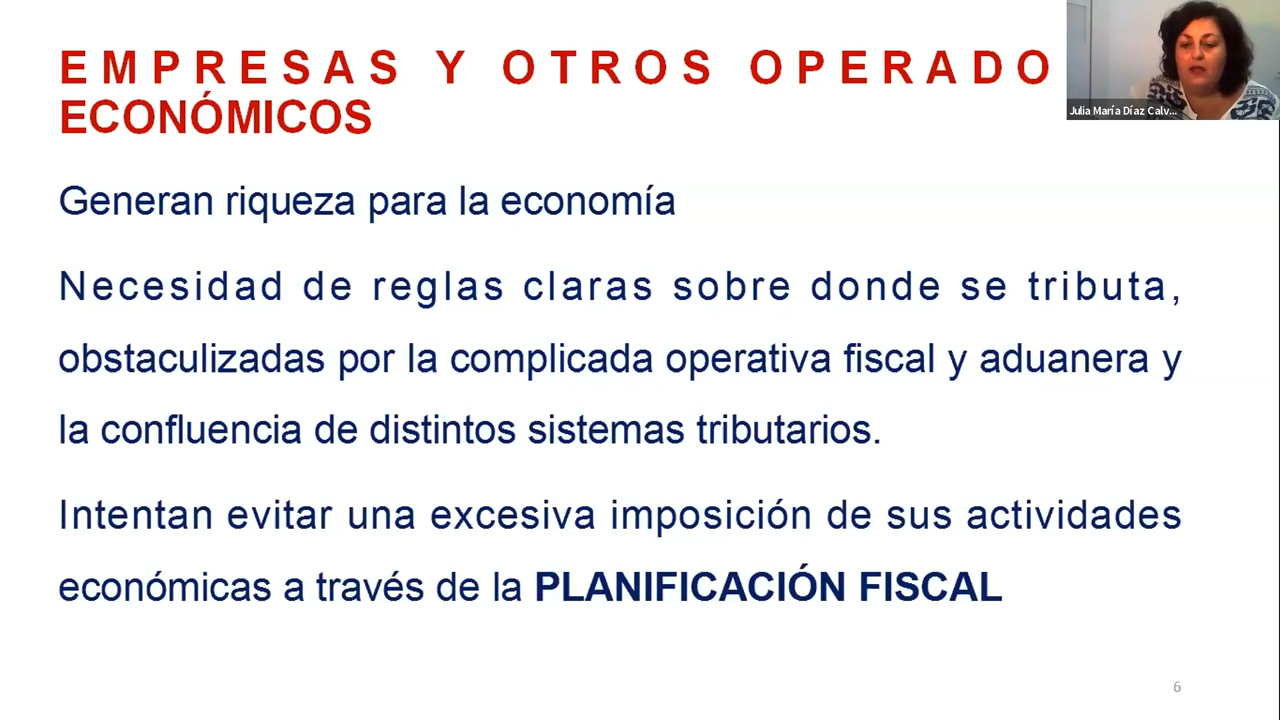 EMPRESAS Y OTROS OPERADO
ECONÓMICOS
Julia María Díaz Calv...
Generan riqueza para la economía
Necesidad de reglas claras sobre donde se tributa,
obstaculizadas por la complicada operativa fiscal y aduanera y
la confluencia de distintos sistemas tributarios.
Intentan evitar una excesiva imposición de sus actividades
económicas a través de la PLANIFICACIÓN FISCAL
6